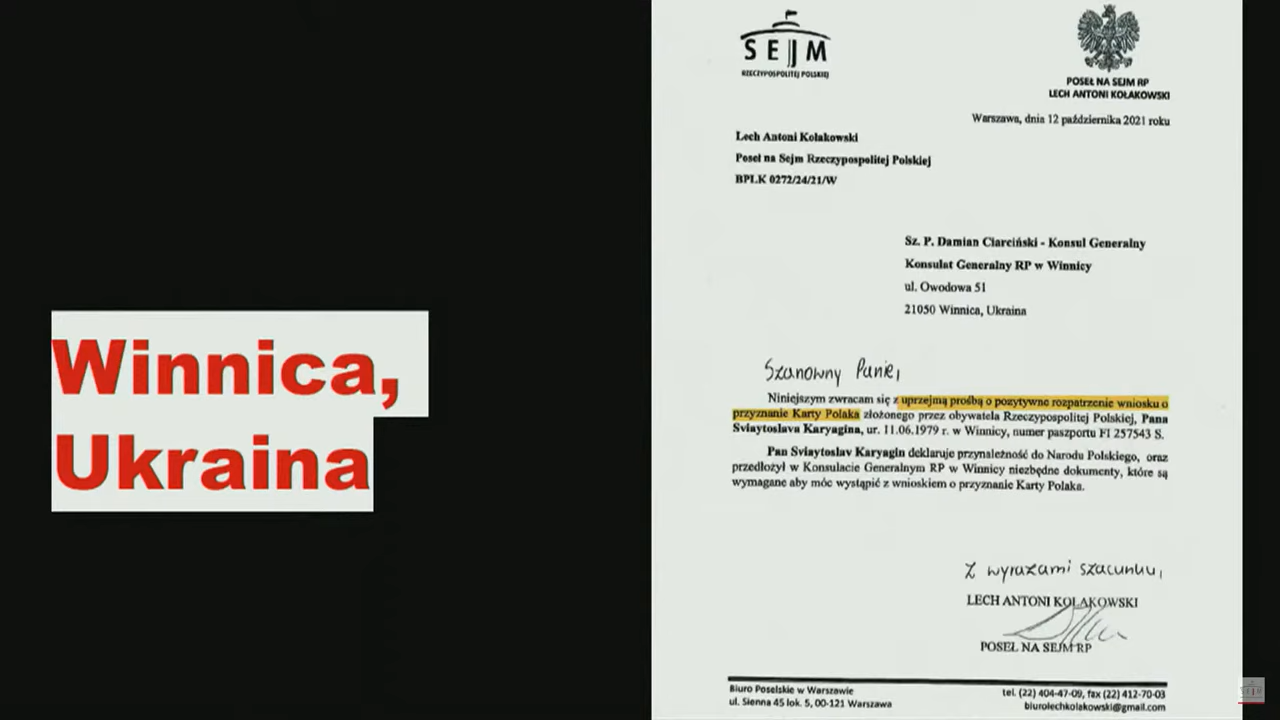 Winnica,
Ukraina
SEJM
RZECZYPOSPOLITEJ POLSKIEJ
POSEŁ NA SEJM RP
LECH ANTONI KOŁAKOWSKI
Warszawa, dnia 12 października 2021 roku
Lech Antoni Kołakowski
Poseł na Sejm Rzeczypospolitej Polskiej
BPLK 0272/24/21/W
Sz. P. Damian Ciarciński - Konsul Generalny
Konsulat Generalny RP w Winnicy
ul. Owodowa 51
21050 Winnica, Ukraina
Szanowny Panie,
Niniejszym zwracam się z uprzejmą prośbą o pozytywne rozpatrzenie wniosku o
przyznanie Karty Polaka złożonego przez obywatela Rzeczypospolitej Polskiej, Pana
Sviaytoslava Karyagina, ur. 11.06.1979 r. w Winnicy, numer paszportu FI 257543 S.
Pan Sviaytoslav Karyagin deklaruje przynależność do Narodu Polskiego, oraz
przedłożył w Konsulacie Generalnym RP w Winnicy niezbędne dokumenty, które są
wymagane aby móc wystąpić z wnioskiem o przyznanie Karty Polaka.
Z wyrazami szacunku,
LECH ANTONI KOŁAKOWSKI
POSEŁ NA SEJM RP
Biuro Poselskie w Warszawie
ul. Sienna 45 lok. 5, 00-121 Warszawa
tel. (22) 404-47-09, fax (22) 412-70-03
biurolechkolakowski@gmail.com
SEJM